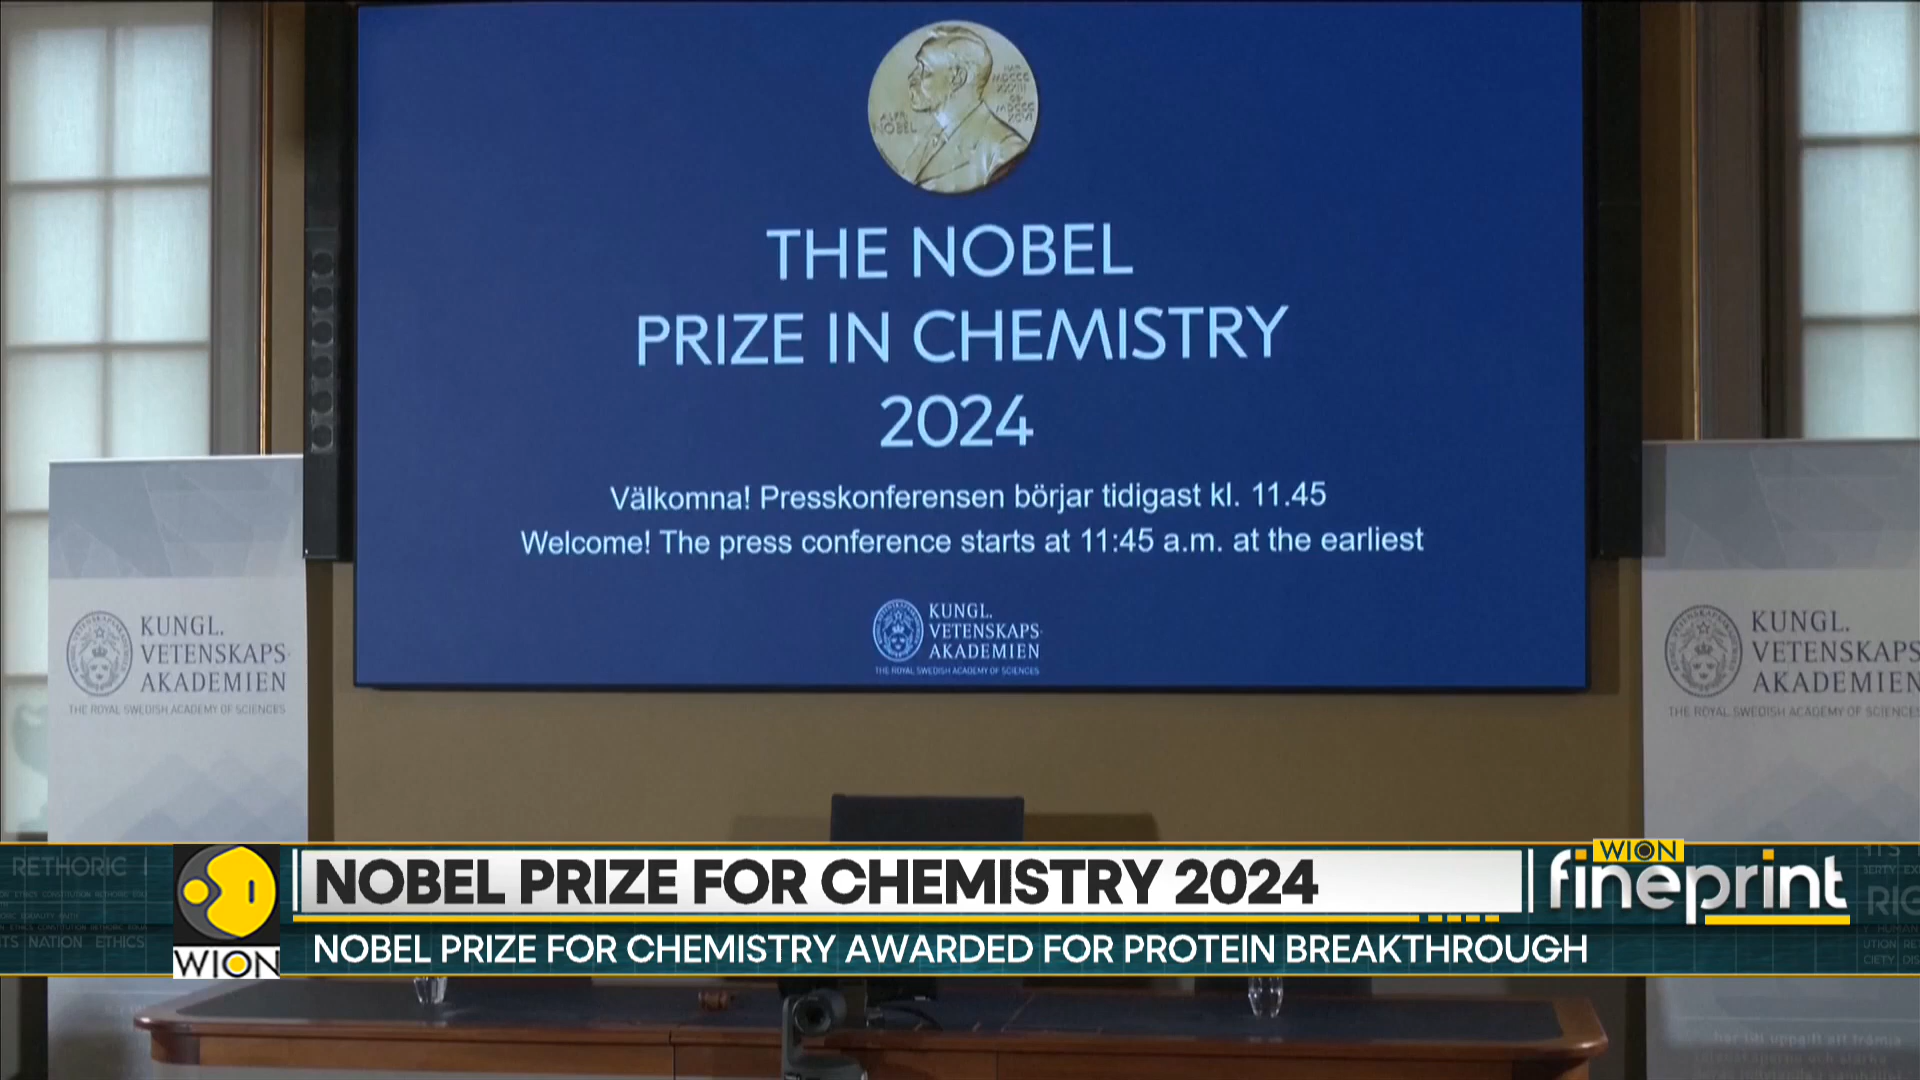 THE NOBEL
PRIZE IN CHEMISTRY
2024
Välkomna! Presskonferensen börjar tidigast kl. 11.45
Welcome! The press conference starts at 11:45 a.m. at the earliest
KUNGL.
VETENSKAPS-
AKADEMIEN
THE ROYAL SWEDISH ACADEMY OF SCIENCES
KUNGL.
VETENSKAPS-
AKADEMIEN
THE ROYAL SWEDISH ACADEMY OF SCIENCES
KUNGL.
VETENSKAPS
AKADEMIEN
THE ROYAL SWEDISH ACADEMY OF SCIENCES
RETHORIC
NATION ETHICS
WION
NOBEL PRIZE FOR CHEMISTRY 2024
NOBEL PRIZE FOR CHEMISTRY AWARDED FOR PROTEIN BREAKTHROUGH
WION
fineprint